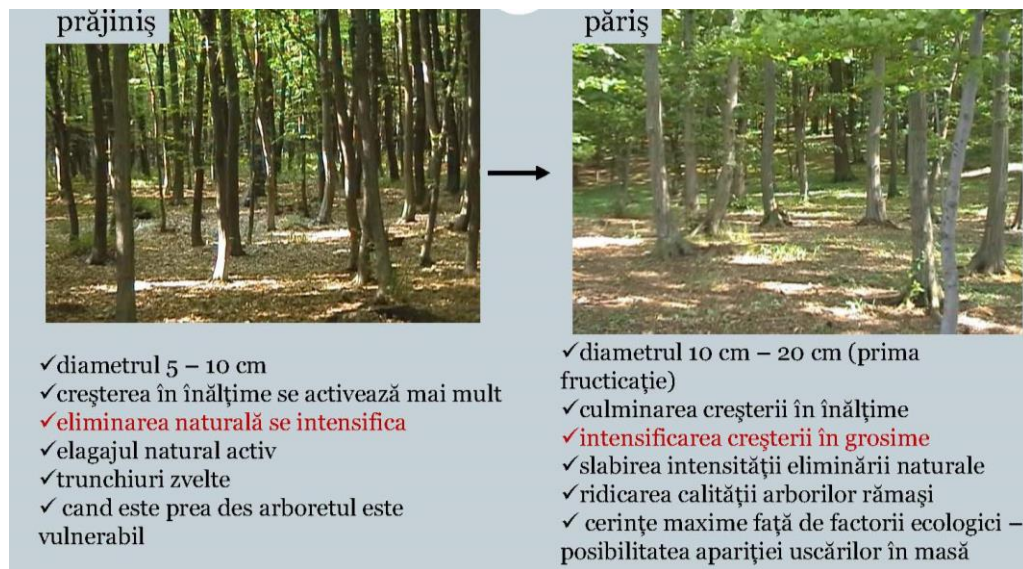 prăjiniş
păriş
✓diametrul 5 – 10 cm
✓creşterea în înălţime se activează mai mult
✓eliminarea naturală se intensifica
✓elagajul natural activ
✓trunchiuri zvelte
✓ cand este prea des arboretul este
vulnerabil
✓diametrul 10 cm – 20 cm (prima
fructicaţie)
✓culminarea creşterii în înălţime
✓intensificarea creşterii în grosime
✓slabirea intensităţii eliminării naturale
✓ridicarea calităţii arborilor rămaşi
✓ cerinţe maxime faţă de factorii ecologici –
posibilitatea apariţiei uscărilor în masă